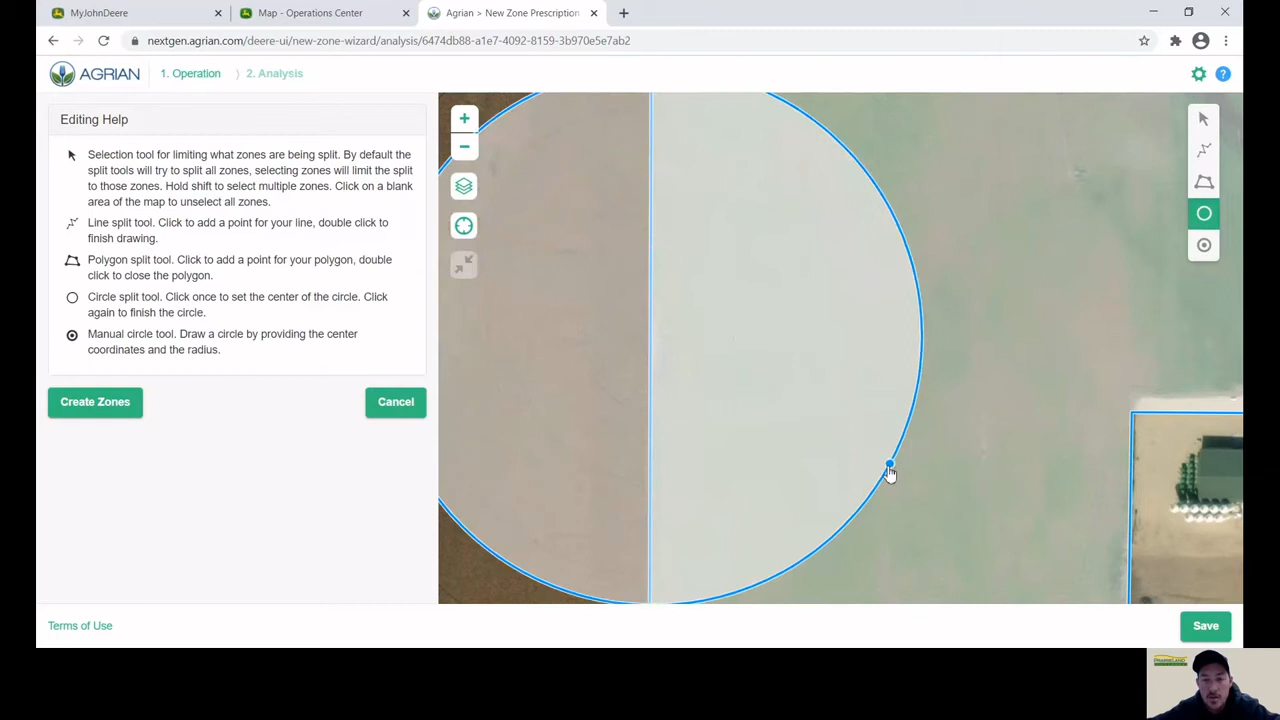 MyJohnDeere
Map - Operations Center
Agrian > New Zone Prescription
nextgen.agrian.com/deere-ui/new-zone-wizard/analysis/6474db88-a1e7-4092-8159-3b970e5e7ab2
AGRIAN
1. Operation
2. Analysis
Editing Help
Selection tool for limiting what zones are being split. By default the
split tools will try to split all zones, selecting zones will limit the split
to those zones. Hold shift to select multiple zones. Click on a blank
area of the map to unselect all zones.
Line split tool. Click to add a point for your line, double click to
finish drawing.
Polygon split tool. Click to add a point for your polygon, double
click to close the polygon.
Circle split tool. Click once to set the center of the circle. Click
again to finish the circle.
Manual circle tool. Draw a circle by providing the center
coordinates and the radius.
Create Zones
Cancel
Terms of Use
Save